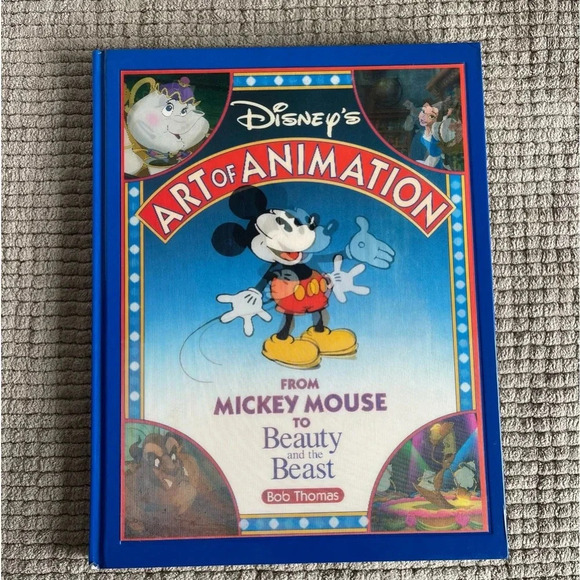 Disney's
ART OF ANIMATION
FROM
MICKEY MOUSE
TO
Beauty
and the
Beast
Bob Thomas